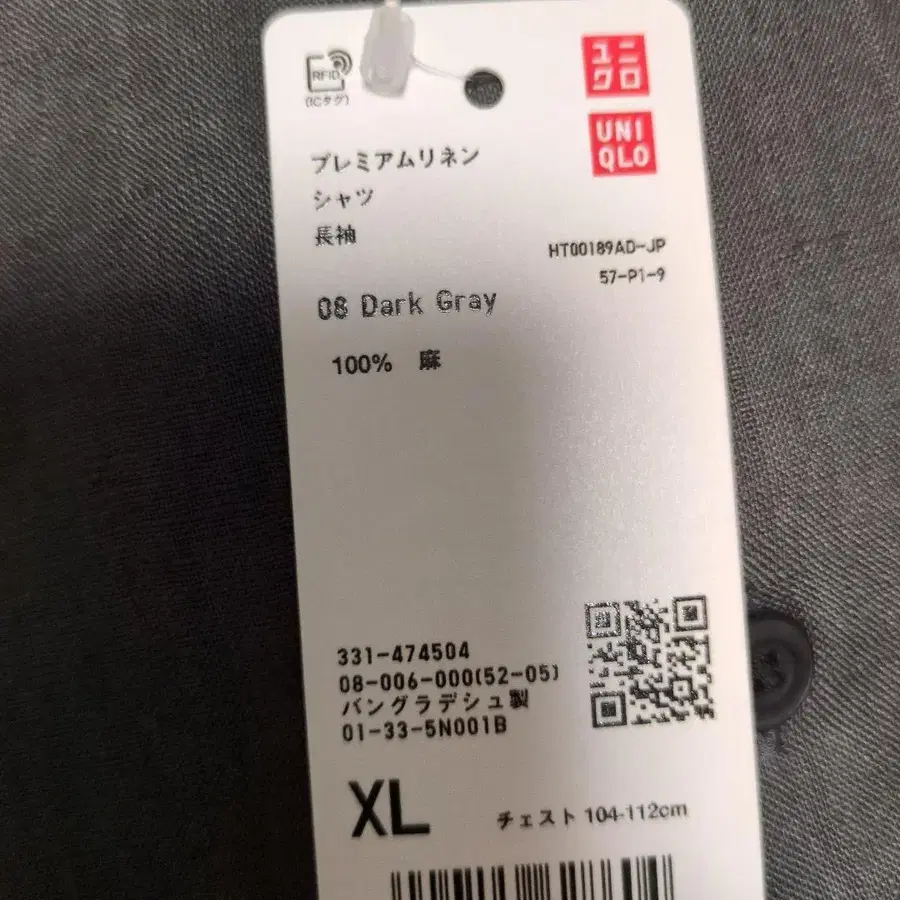 RFID
(ICタグ)
ユニ
クロ
UNI
QLO
プレミアムリネン
シャツ
長袖
HT00189AD-JP
57-P1-9
08 Dark Gray
100% 麻
331-474504
08-006-000(52-05)
バングラデシュ製
01-33-5N001B
XL チェスト 104-112cm